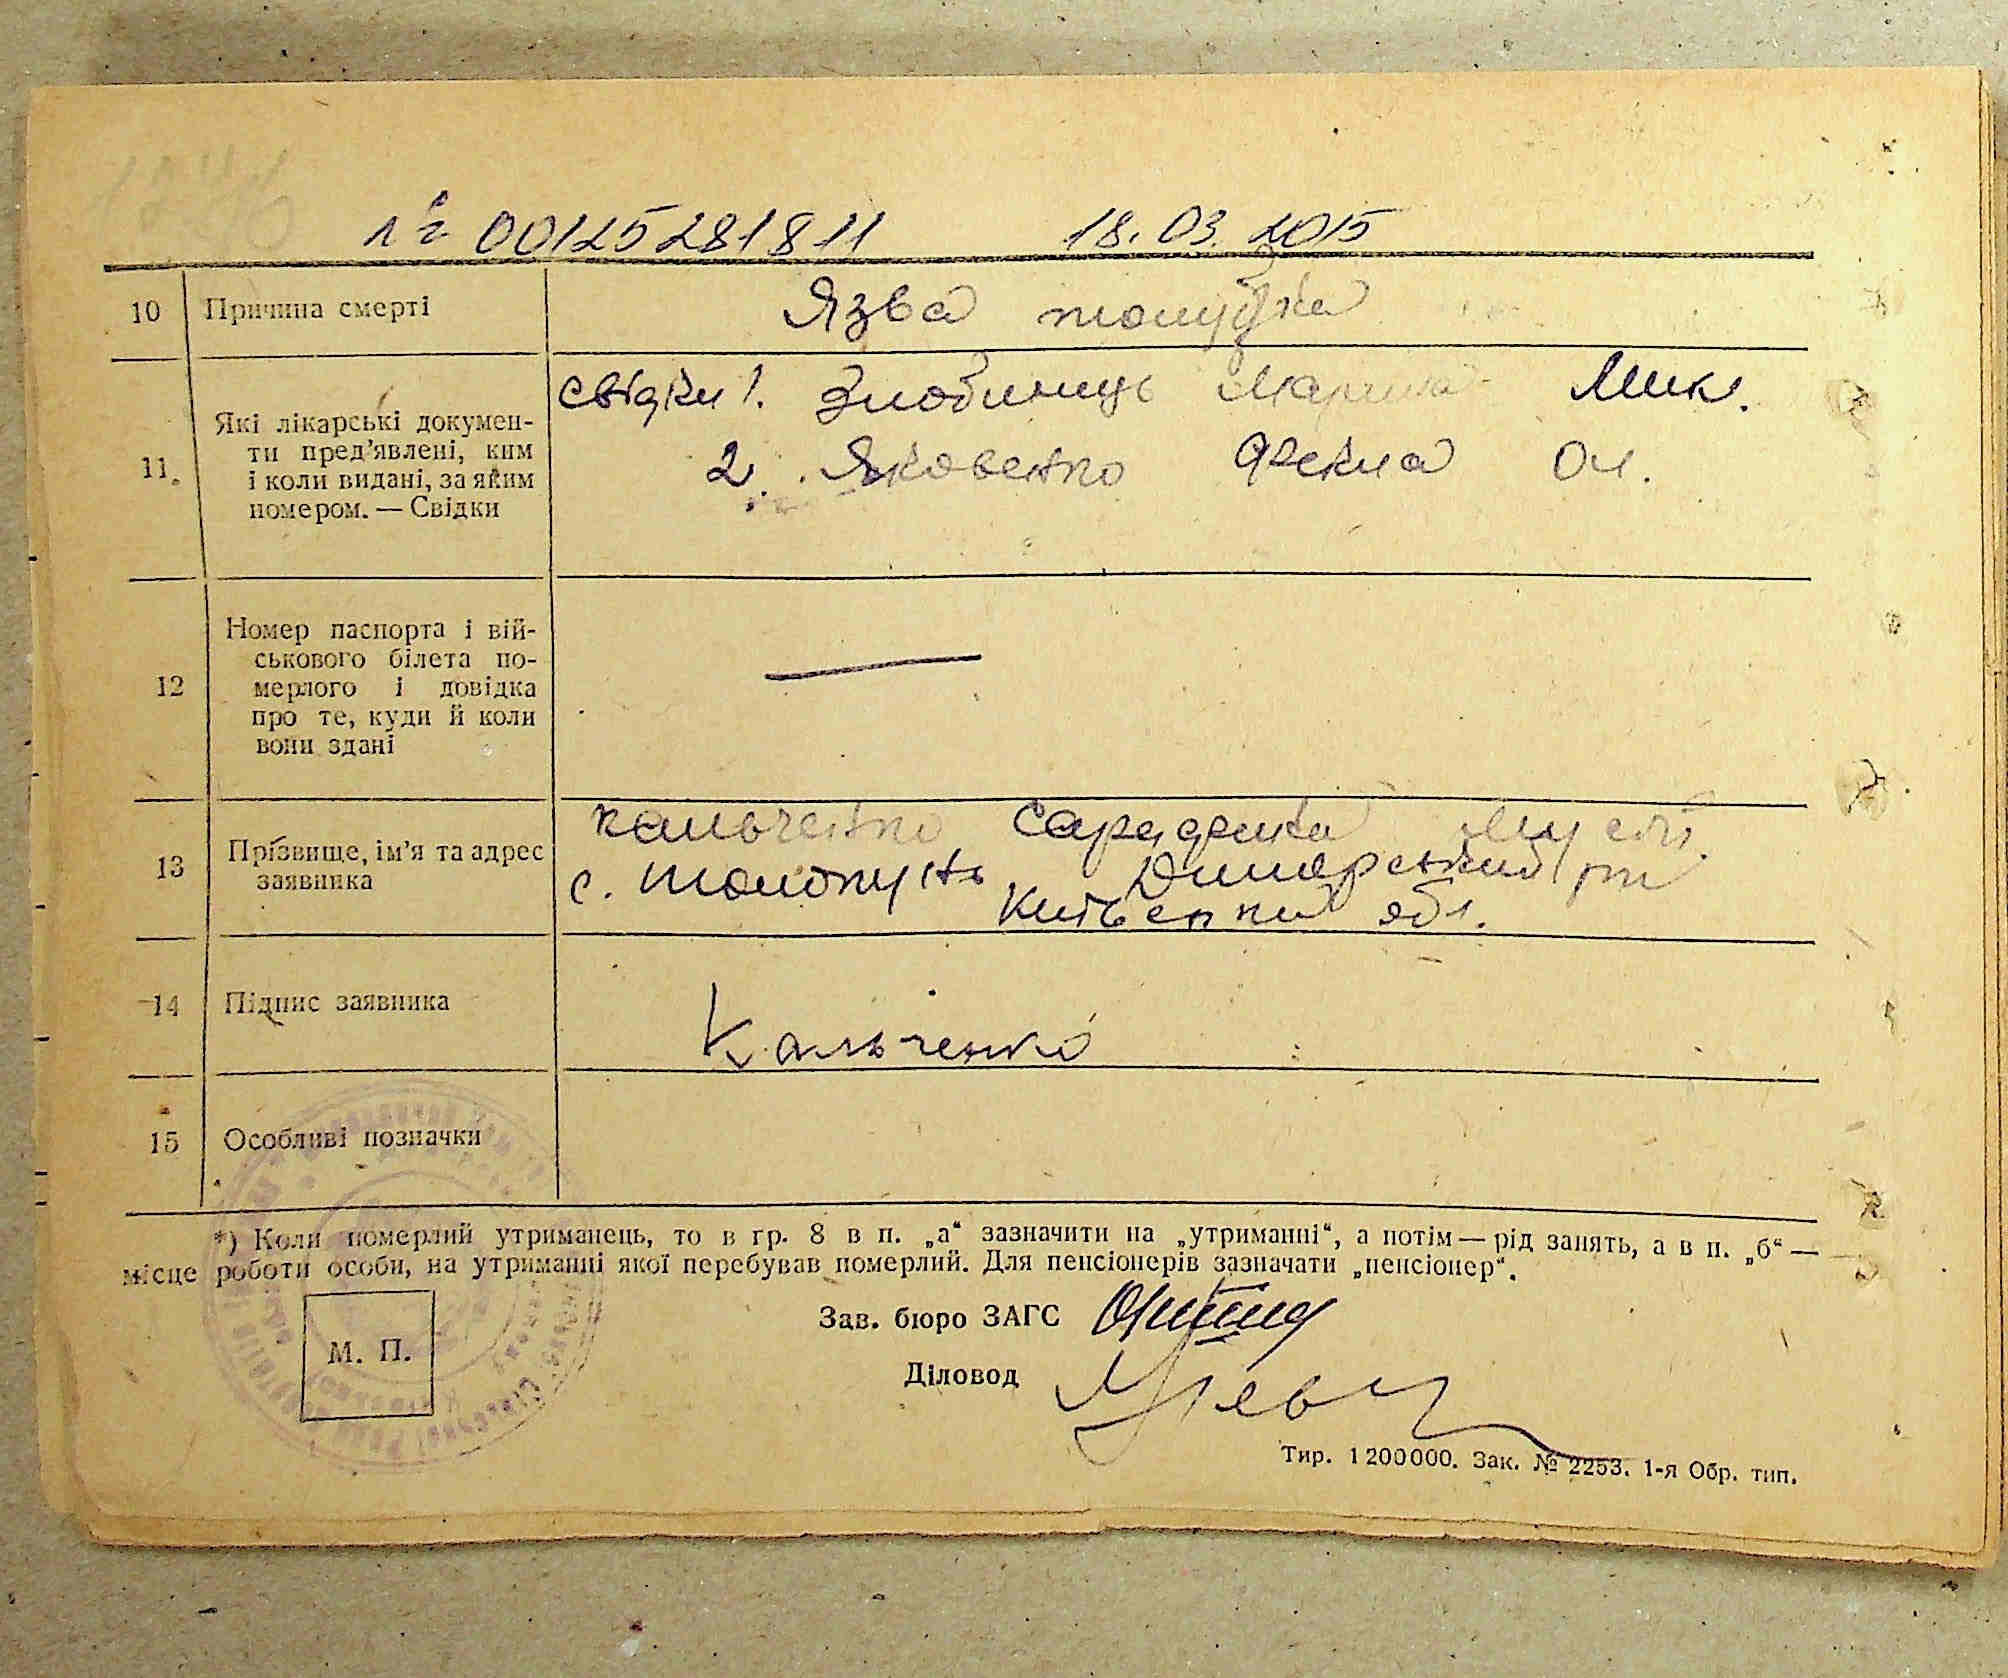 № 00125281811 18.03.2015
10 Причина смерті Язва
11. Які лікарські докумен-
ти пред'явлені, ким
і коли видані, за яким
номером. — Свідки
свідки 1. Мик.
2. Яковенко Фекла Ол.
12 Номер паспорта і вій-
ськового білета по-
мерлого і довідка
про те, куди й коли
вони здані
—
13 Прізвище, ім'я та адрес
заявника
Кальченко
с. Толокунь Димерський
обл.
14 Підпис заявника Кальченко
15 Особливі позначки
*) Коли померлий утриманець, то в гр. 8 в п. „а“ зазначити на „утриманні“, а потім — рід занять, а в п. „б“ —
місце роботи особи, на утриманні якої перебував померлий. Для пенсіонерів зазначати „пенсіонер“.
М. П.
Зав. бюро ЗАГС
Діловод
Тир. 1 200 000. Зак. № 2253. 1-я Обр. тип.